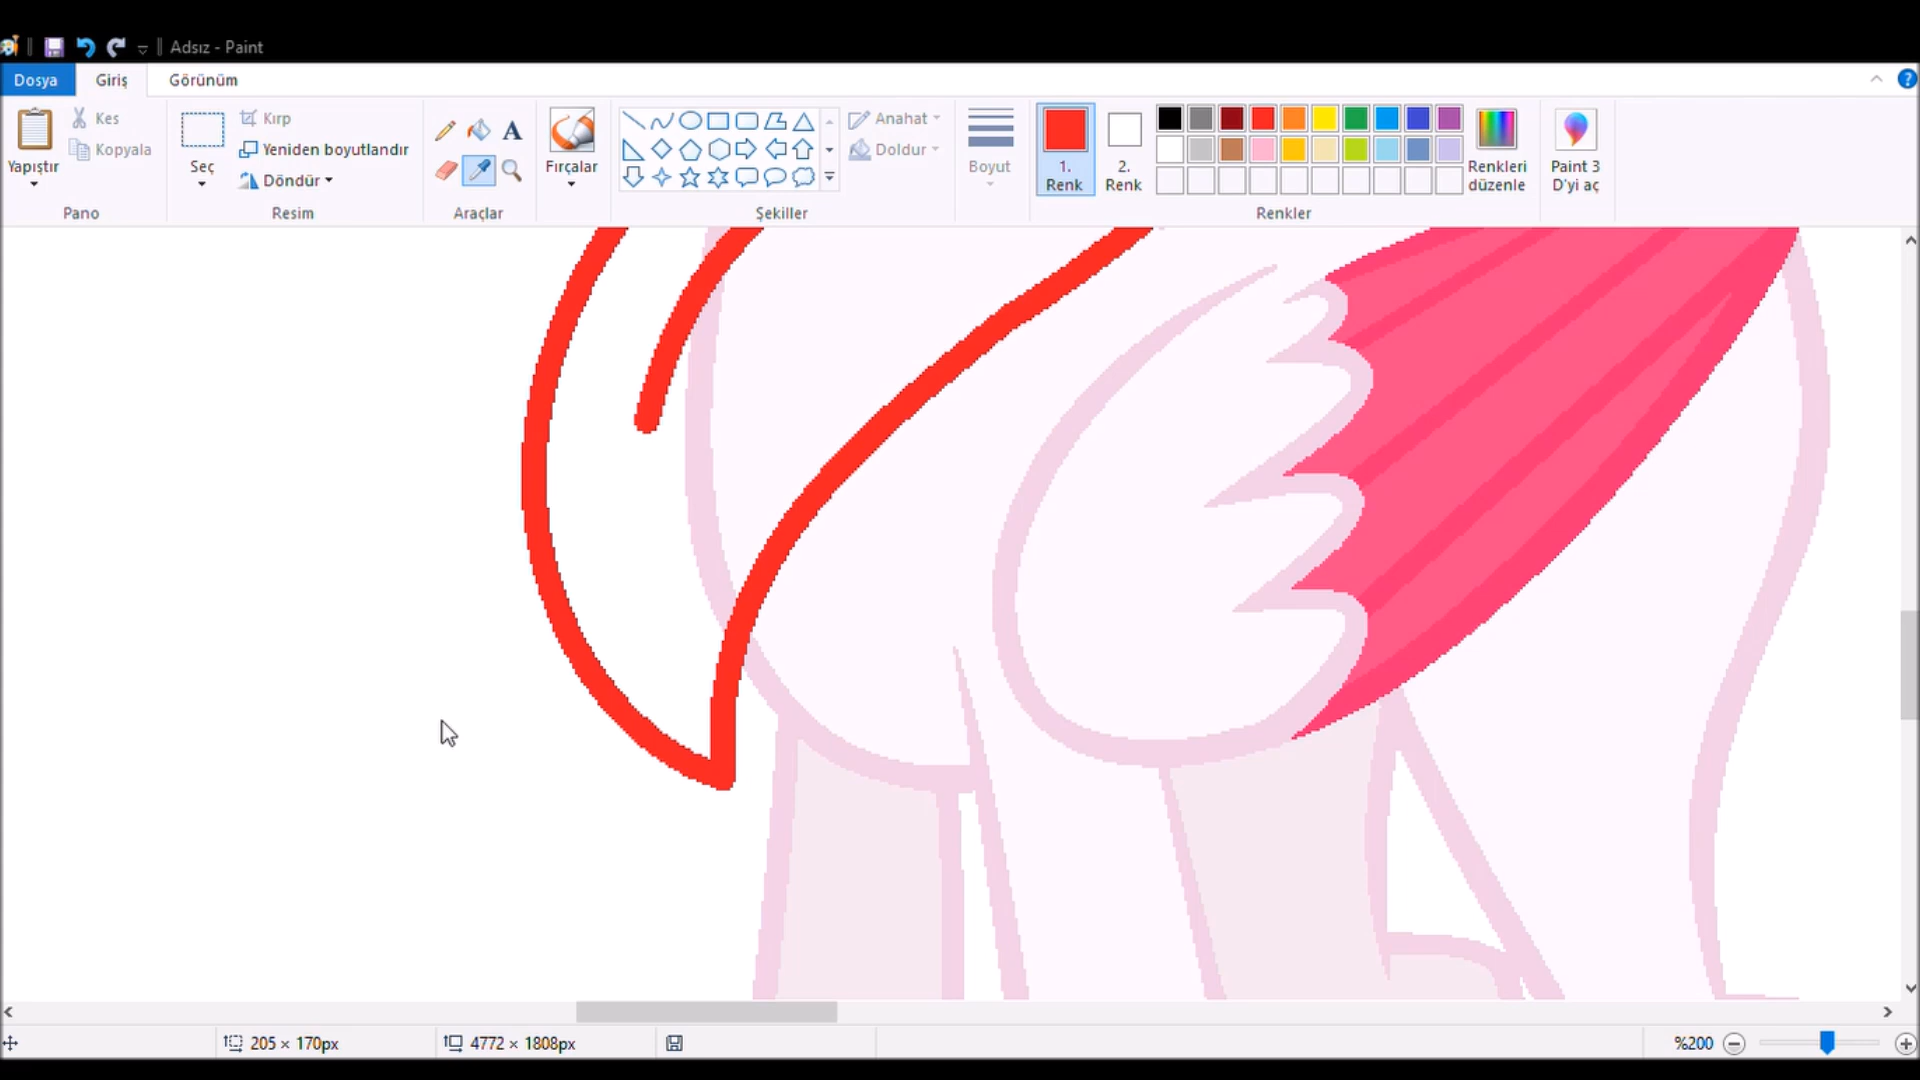 Adsız - Paint
Dosya
Giriş
Görünüm
Yapıştır
Kes
Kopyala
Pano
Seç
Kırp
Yeniden boyutlandır
Döndür
Resim
A
Araçlar
Fırçalar
Şekiller
Anahat
Doldur
Boyut
1.
Renk
2.
Renk
Renkler
Renkleri
düzenle
Paint 3
D'yi aç
?
205 × 170px
4772 × 1808px
%200